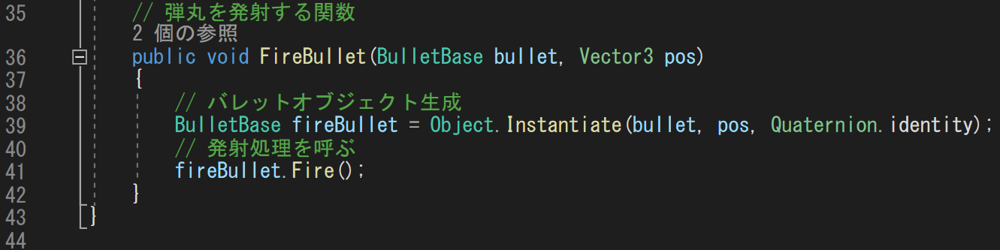 35 // 弾丸を発射する関数
2 個の参照
36 public void FireBullet(BulletBase bullet, Vector3 pos)
37 {
38 // バレットオブジェクト生成
39 BulletBase fireBullet = Object.Instantiate(bullet, pos, Quaternion.identity);
40 // 発射処理を呼ぶ
41 fireBullet.Fire();
42 }
43 }
44